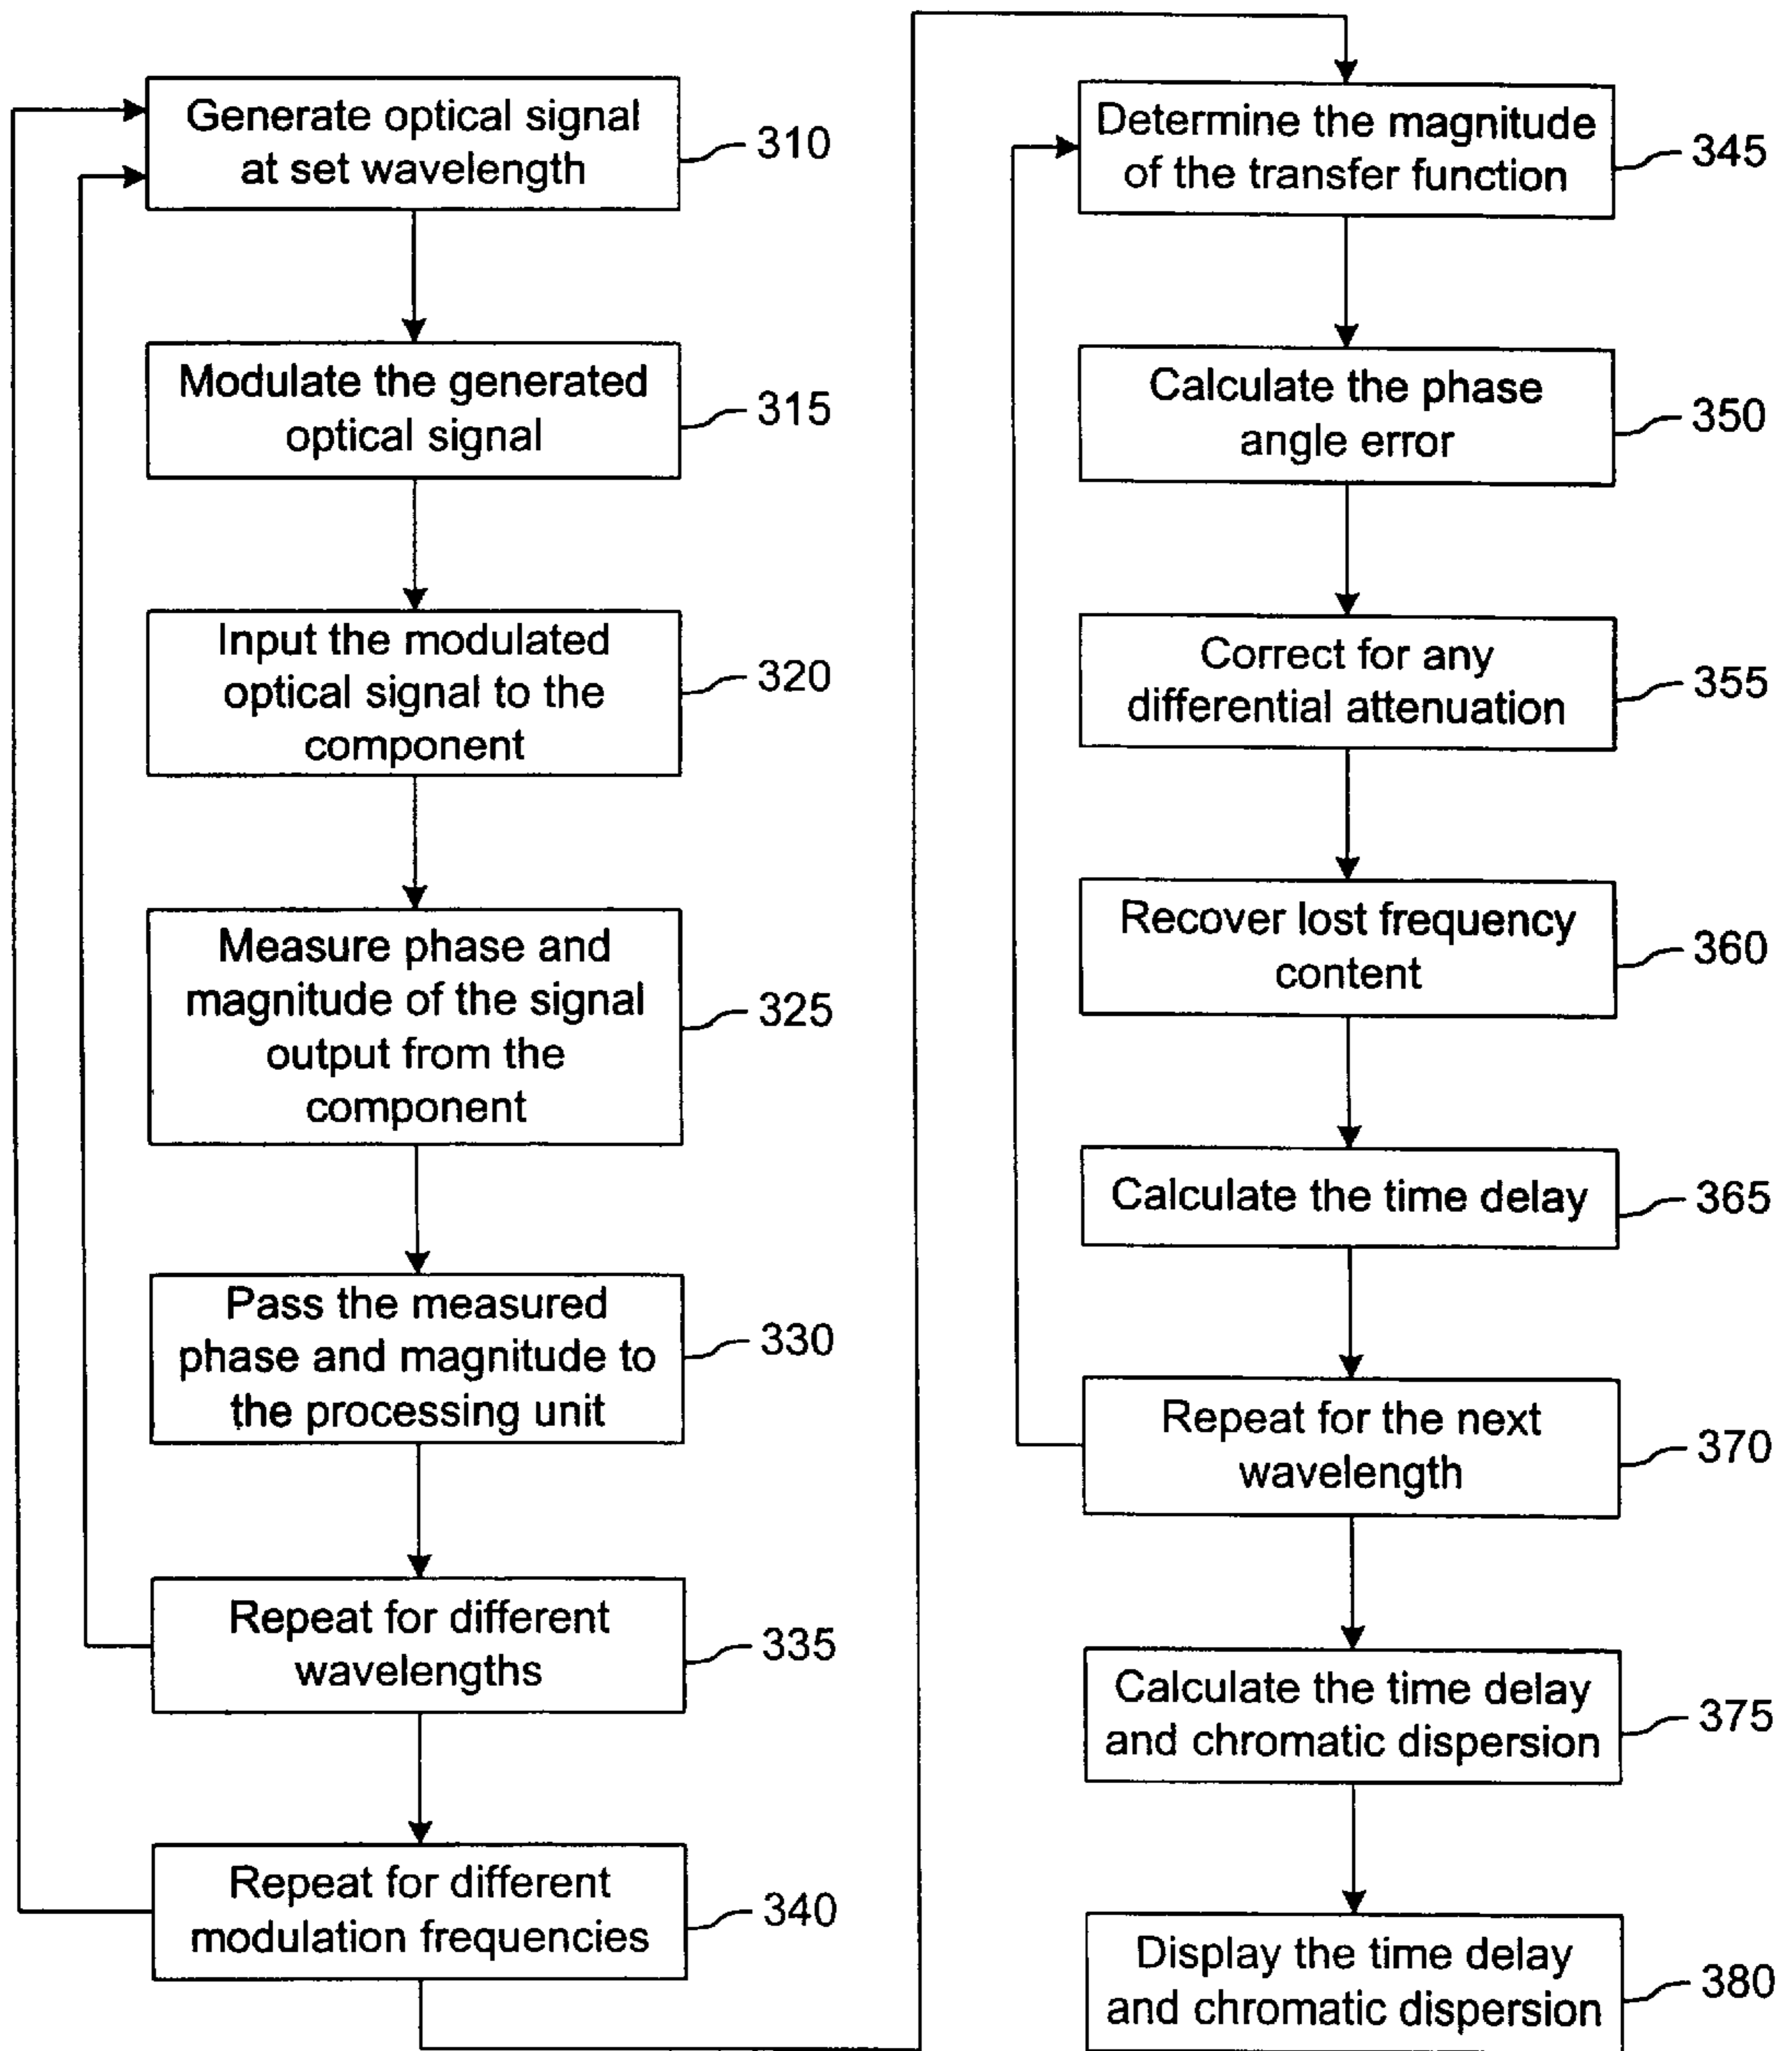 Generate optical signal
at set wavelength
310
Modulate the generated
optical signal
315
Input the modulated
optical signal to the
component
320
Measure phase and
magnitude of the signal
output from the
component
325
Pass the measured
phase and magnitude to
the processing unit
330
Repeat for different
wavelengths
335
Repeat for different
modulation frequencies
340
Determine the magnitude
of the transfer function
345
Calculate the phase
angle error
350
Correct for any
differential attenuation
355
Recover lost frequency
content
360
Calculate the time delay
365
Repeat for the next
wavelength
370
Calculate the time delay
and chromatic dispersion
375
Display the time delay
and chromatic dispersion
380